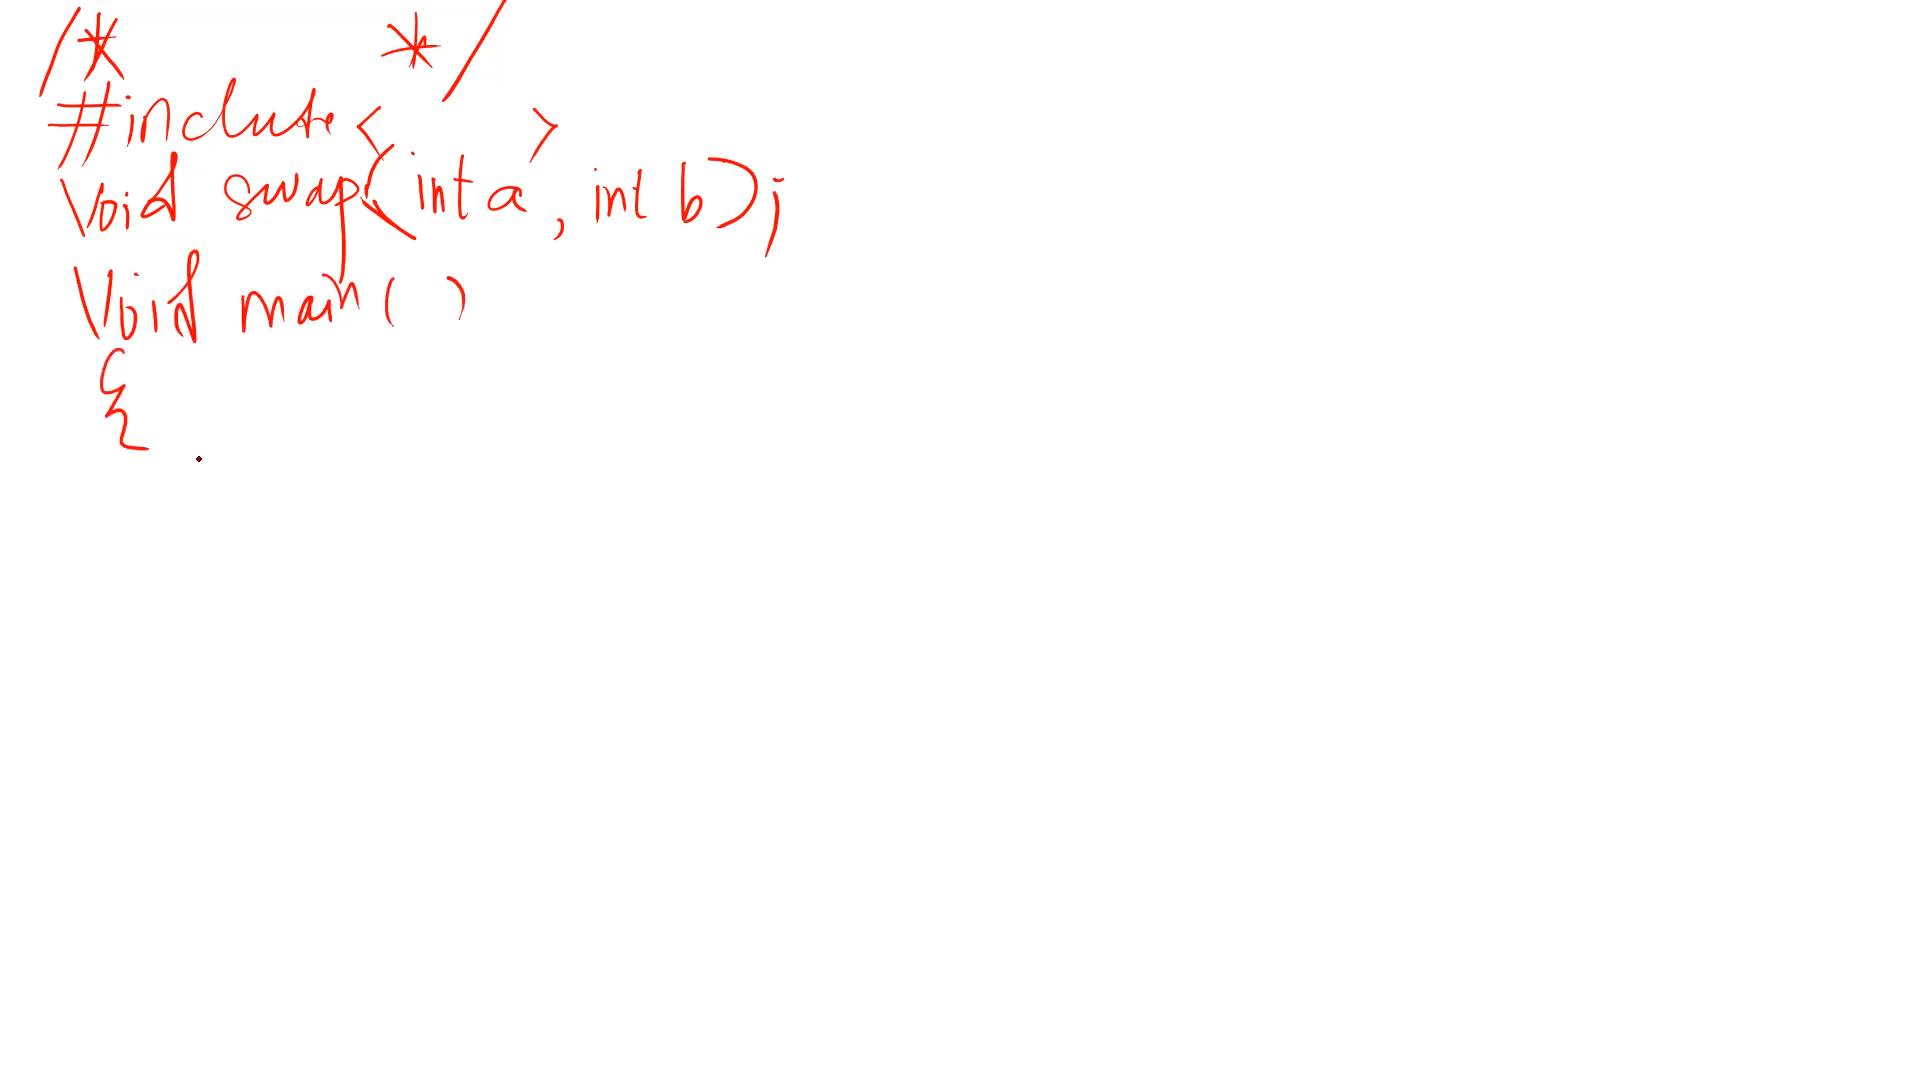 /* */
#include< >
Void swap(int a, int b);
Void main( )
{